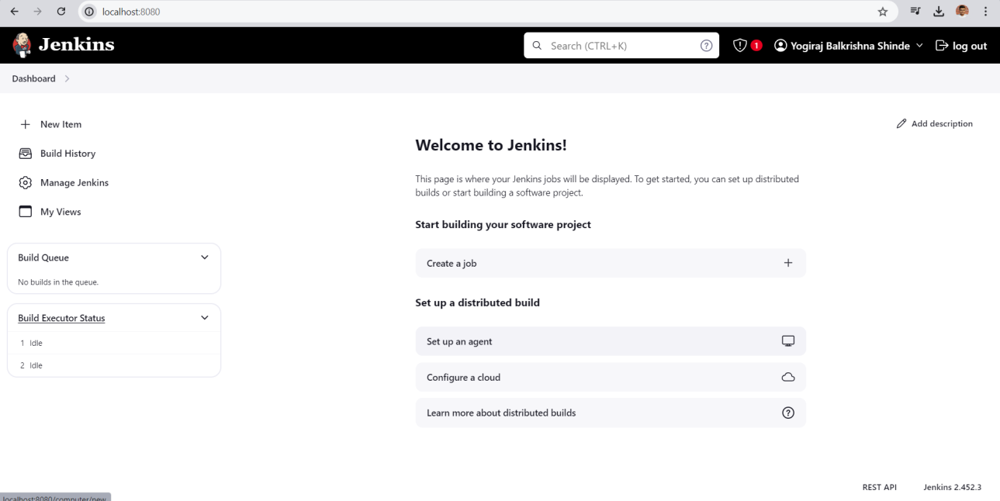 localhost:8080
Jenkins
Search (CTRL+K)
1
Yogiraj Balkrishna Shinde
log out
Dashboard
New Item
Build History
Manage Jenkins
My Views
Build Queue
No builds in the queue.
Build Executor Status
1 Idle
2 Idle
Add description
Welcome to Jenkins!
This page is where your Jenkins jobs will be displayed. To get started, you can set up distributed
builds or start building a software project.
Start building your software project
Create a job
Set up a distributed build
Set up an agent
Configure a cloud
Learn more about distributed builds
REST API
Jenkins 2.452.3
localhost:8080/computer/new